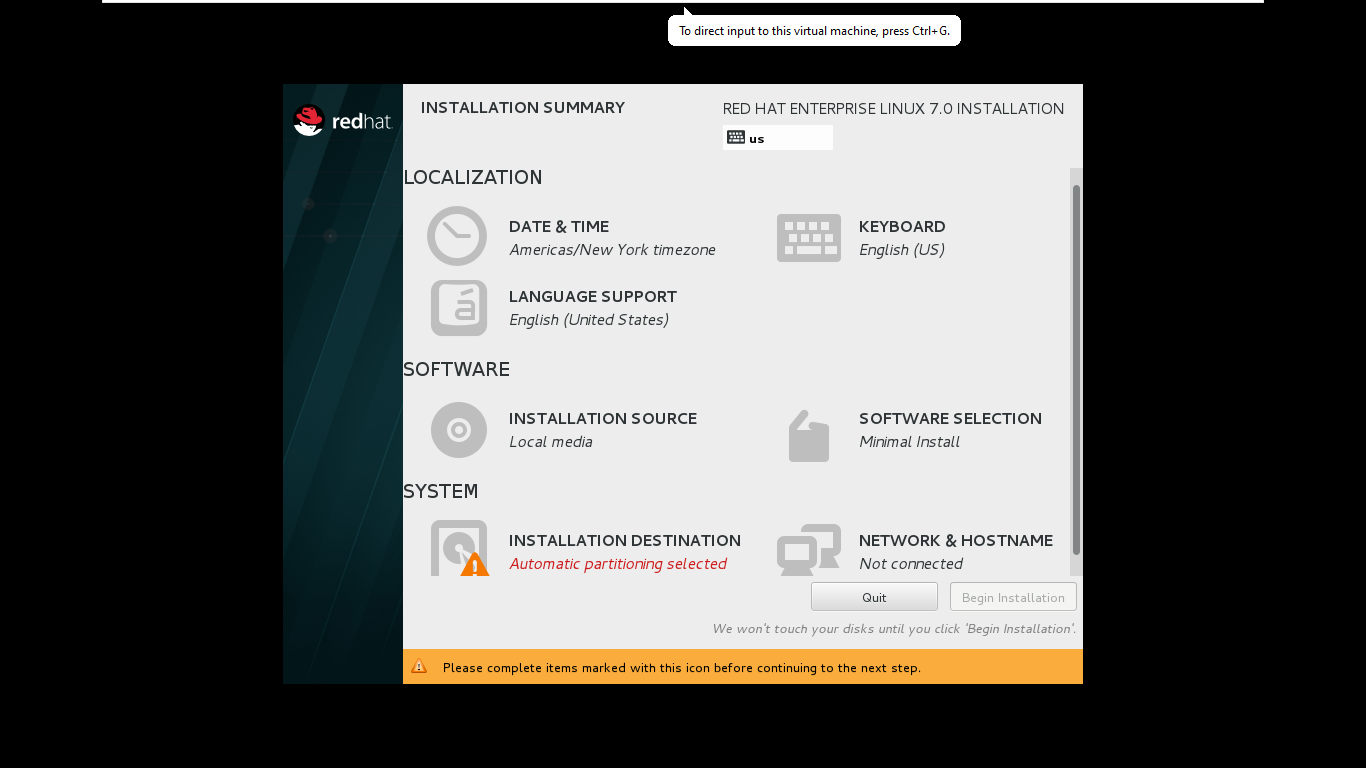 To direct input to this virtual machine, press Ctrl+G.
redhat.
INSTALLATION SUMMARY
RED HAT ENTERPRISE LINUX 7.0 INSTALLATION
us
LOCALIZATION
DATE & TIME
Americas/New York timezone
KEYBOARD
English (US)
á
LANGUAGE SUPPORT
English (United States)
SOFTWARE
INSTALLATION SOURCE
Local media
SOFTWARE SELECTION
Minimal Install
SYSTEM
INSTALLATION DESTINATION
Automatic partitioning selected
NETWORK & HOSTNAME
Not connected
Quit
Begin Installation
We won't touch your disks until you click 'Begin Installation'.
Please complete items marked with this icon before continuing to the next step.